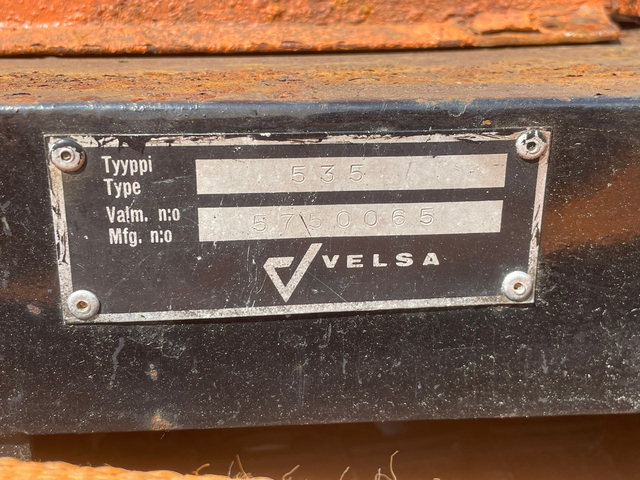 Tyyppi
Type
535
Valm. n:o
Mfg. n:o
5750065
VELSA